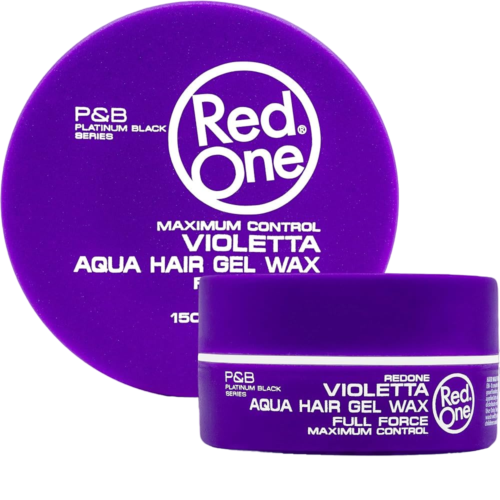 P&B
PLATINUM BLACK
SERIES
Red
One
®
MAXIMUM CONTROL
VIOLETTA
AQUA HAIR GEL WAX
150
P&B
PLATINUM BLACK
SERIES
REDONE
VIOLETTA
AQUA HAIR GEL WAX
FULL FORCE
MAXIMUM CONTROL
Red
One